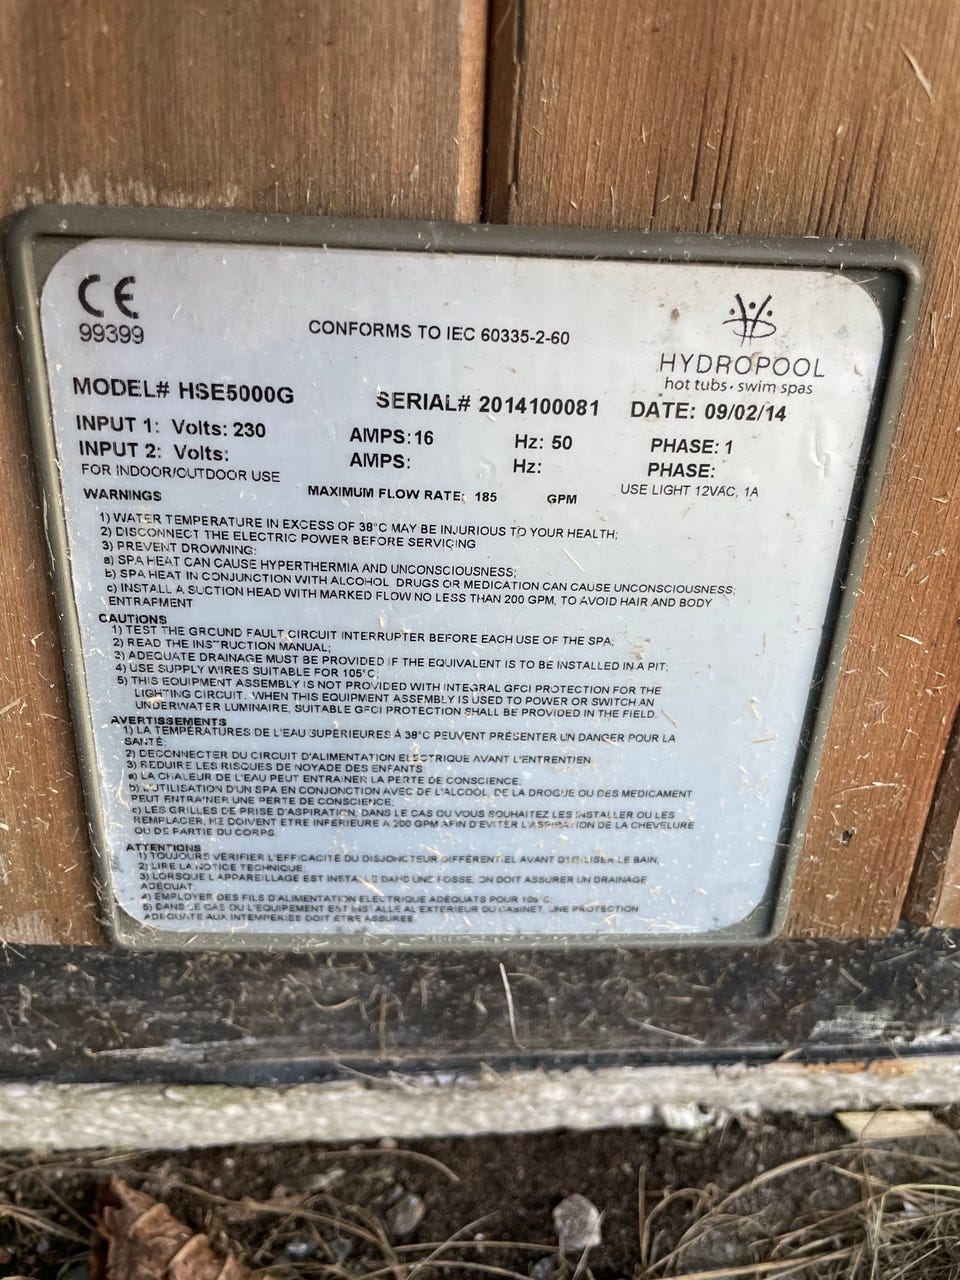 CE
99399
CONFORMS TO IEC 60335-2-60
HYDROPOOL
hot tubs · swim spas
MODEL# HSE5000G
SERIAL# 2014100081
DATE: 09/02/14
INPUT 1: Volts: 230 AMPS: 16 Hz: 50 PHASE: 1
INPUT 2: Volts: AMPS: Hz: PHASE:
FOR INDOOR/OUTDOOR USE
MAXIMUM FLOW RATE: 185 GPM
USE LIGHT 12VAC, 1A
WARNINGS
1) WATER TEMPERATURE IN EXCESS OF 38°C MAY BE INJURIOUS TO YOUR HEALTH;
2) DISCONNECT THE ELECTRIC POWER BEFORE SERVICING
3) PREVENT DROWNING:
a) SPA HEAT CAN CAUSE HYPERTHERMIA AND UNCONSCIOUSNESS;
b) SPA HEAT IN CONJUNCTION WITH ALCOHOL DRUGS OR MEDICATION CAN CAUSE UNCONSCIOUSNESS;
c) INSTALL A SUCTION HEAD WITH MARKED FLOW NO LESS THAN 200 GPM, TO AVOID HAIR AND BODY
ENTRAPMENT
CAUTIONS
1) TEST THE GROUND FAULT CIRCUIT INTERRUPTER BEFORE EACH USE OF THE SPA;
2) READ THE INSTRUCTION MANUAL;
3) ADEQUATE DRAINAGE MUST BE PROVIDED IF THE EQUIVALENT IS TO BE INSTALLED IN A PIT;
4) USE SUPPLY WIRES SUITABLE FOR 105°C;
5) THIS EQUIPMENT ASSEMBLY IS NOT PROVIDED WITH INTEGRAL GFCI PROTECTION FOR THE
LIGHTING CIRCUIT. WHEN THIS EQUIPMENT ASSEMBLY IS USED TO POWER OR SWITCH AN
UNDERWATER LUMINAIRE, SUITABLE GFCI PROTECTION SHALL BE PROVIDED IN THE FIELD.
AVERTISSEMENTS
1) LA TEMPÉRATURES DE L'EAU SUPÉRIEURES À 38°C PEUVENT PRÉSENTER UN DANGER POUR LA
SANTÉ;
2) DECONNECTER DU CIRCUIT D'ALIMENTATION ELECTRIQUE AVANT L'ENTRETIEN
3) REDUIRE LES RISQUES DE NOYADE DES ENFANTS:
a) LA CHALEUR DE L'EAU PEUT ENTRAINER LA PERTE DE CONSCIENCE;
b) L'UTILISATION D'UN SPA EN CONJONCTION AVEC DE L'ALCOOL, DE LA DROGUE OU DES MEDICAMENT
PEUT ENTRAINER UNE PERTE DE CONSCIENCE;
c) LES GRILLES DE PRISE D'ASPIRATION, DANS LE CAS OU VOUS SOUHAITEZ LES INSTALLER OU LES
REMPLACER, NE DOIVENT ETRE INFERIEURE A 200 GPM AFIN D'EVITER L'ASPIRATION DE LA CHEVELURE
OU DE PARTIE DU CORPS.
ATTENTIONS
1) TOUJOURS VÉRIFIER L'EFFICACITÉ DU DISJONCTEUR DIFFÉRENTIEL AVANT D'UTILISER LE BAIN;
2) LIRE LA NOTICE TECHNIQUE;
3) LORSQUE L'APPAREILLAGE EST INSTALLE DANS UNE FOSSE, ON DOIT ASSURER UN DRAINAGE
ADEQUAT.
4) EMPLOYER DES FILS D'ALIMENTATION ELECTRIQUE ADEQUATS POUR 105°C;
5) DANS LE CAS OU L'EQUIPEMENT EST INSTALLE AL'EXTERIEUR DU CABINET, UNE PROTECTION
ADEQUATE AUX INTEMPERIES DOIT ETRE ASSUREE.